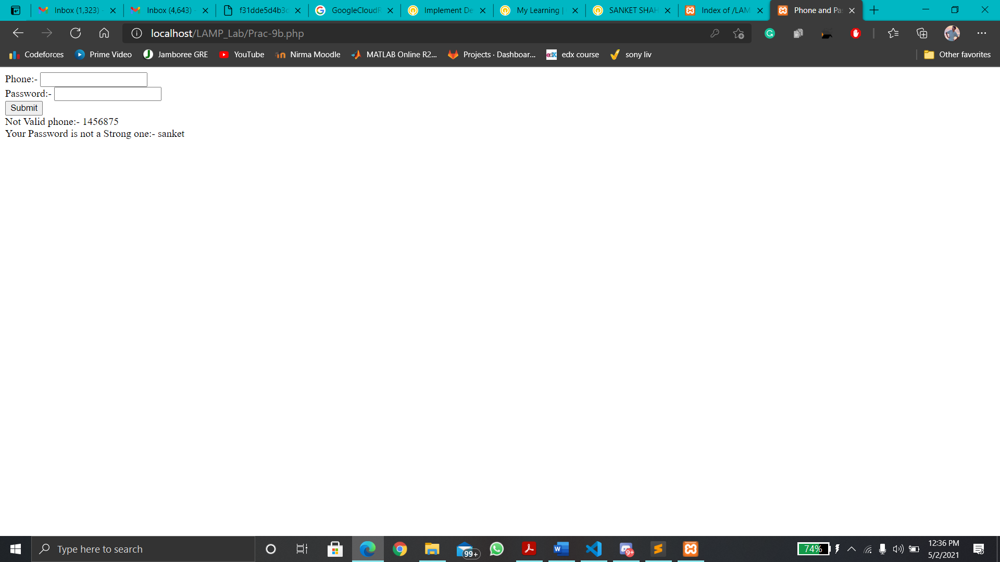 Inbox (1,323) -
Inbox (4,643) -
f31dde5d4b3c
GoogleCloudR
Implement De
My Learning |
SANKET SHAH
Index of /LAM
Phone and Pas
localhost/LAMP_Lab/Prac-9b.php
Codeforces
Prime Video
Jamboree GRE
YouTube
Nirma Moodle
MATLAB Online R2...
Projects · Dashboar...
edx course
sony liv
Other favorites
Phone:-
Password:-
Submit
Not Valid phone:- 1456875
Your Password is not a Strong one:- sanket
Type here to search
99+
9+
74%
12:36 PM
5/2/2021